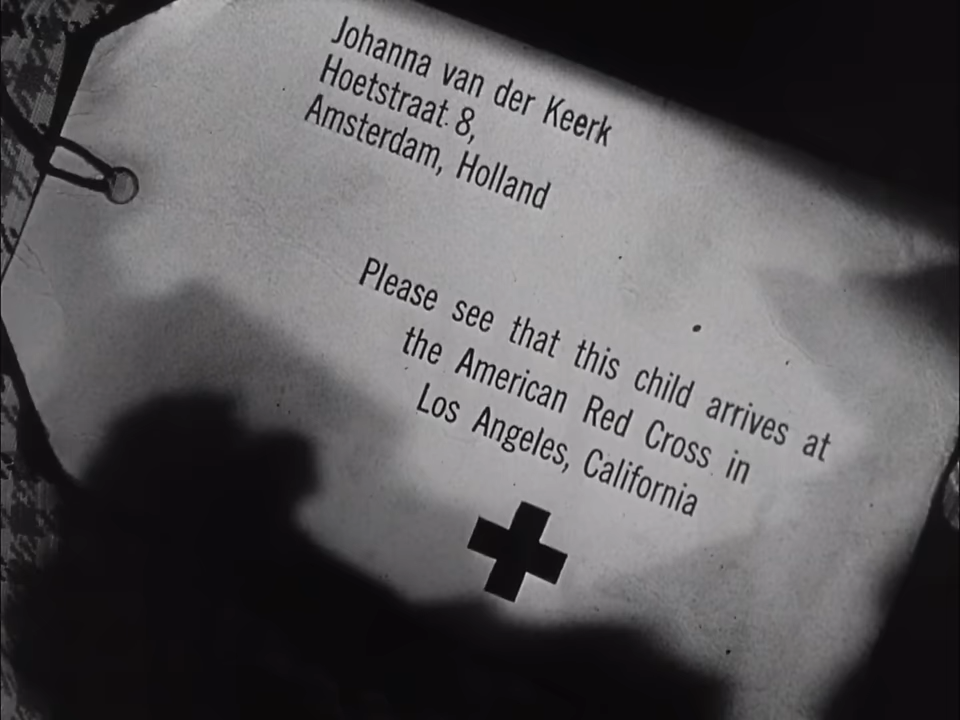 Johanna van der Keerk
Hoetstraat 8,
Amsterdam, Holland
Please see that this child arrives at
the American Red Cross in
Los Angeles, California